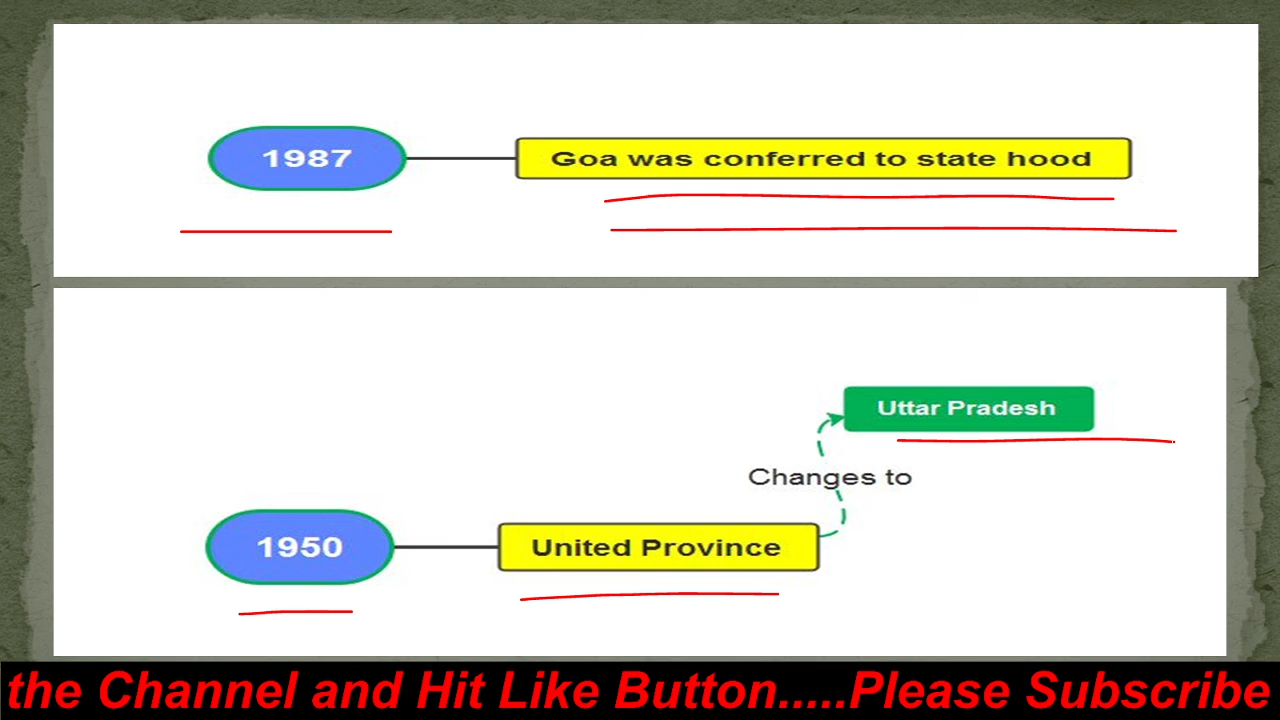 1987
Goa was conferred to state hood
Uttar Pradesh
Changes to
1950
United Province
the Channel and Hit Like Button.....Please Subscribe